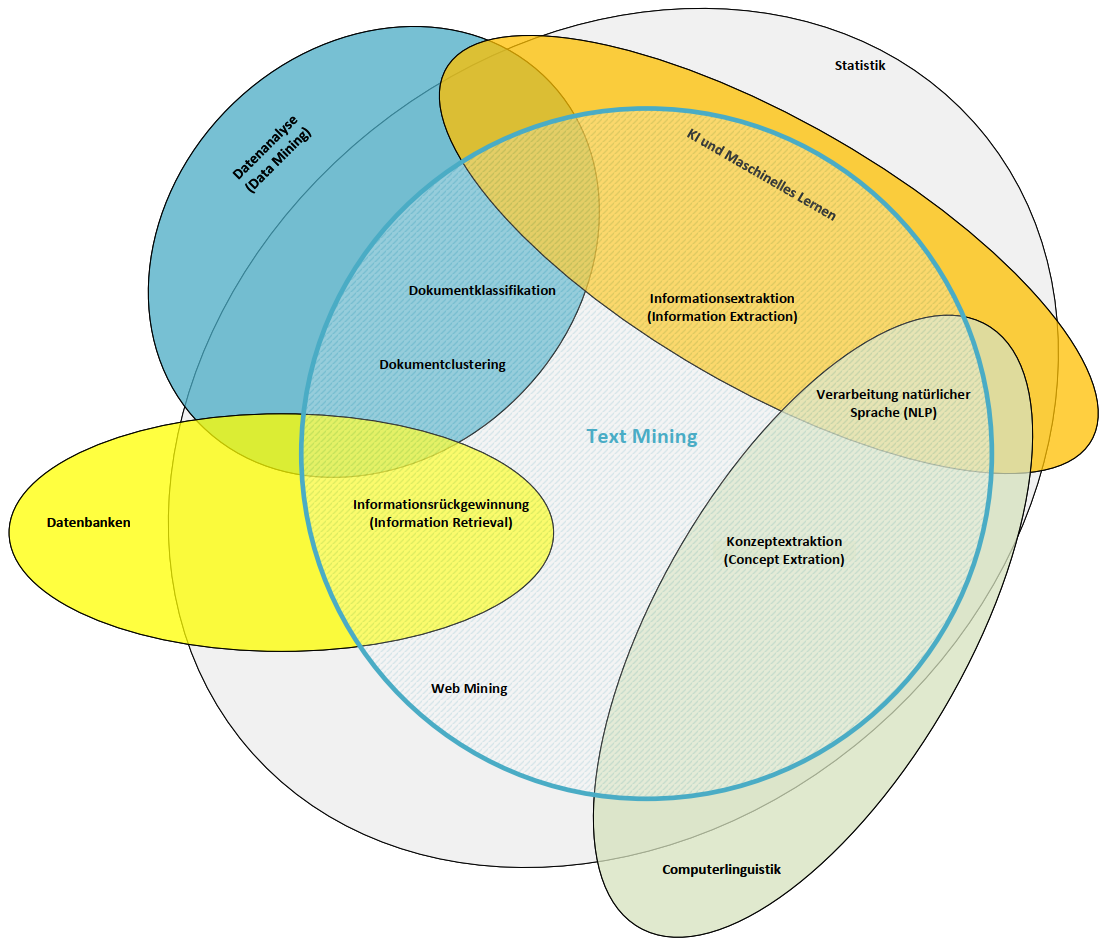 Statistik
Datenanalyse
(Data Mining)
KI und Maschinelles Lernen
Dokumentklassifikation
Informationsextraktion
(Information Extraction)
Dokumentclustering
Verarbeitung natürlicher
Sprache (NLP)
Text Mining
Informationsrückgewinnung
(Information Retrieval)
Datenbanken
Konzeptextraktion
(Concept Extration)
Web Mining
Computerlinguistik